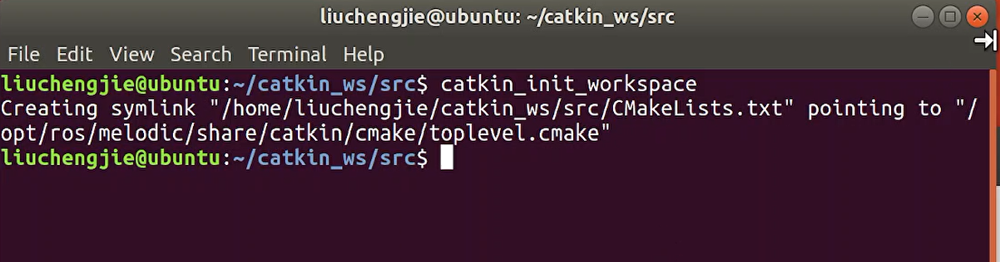 liuchengjie@ubuntu: ~/catkin_ws/src
File Edit View Search Terminal Help
liuchengjie@ubuntu:~/catkin_ws/src$ catkin_init_workspace
Creating symlink "/home/liuchengjie/catkin_ws/src/CMakeLists.txt" pointing to "/
opt/ros/melodic/share/catkin/cmake/toplevel.cmake"
liuchengjie@ubuntu:~/catkin_ws/src$